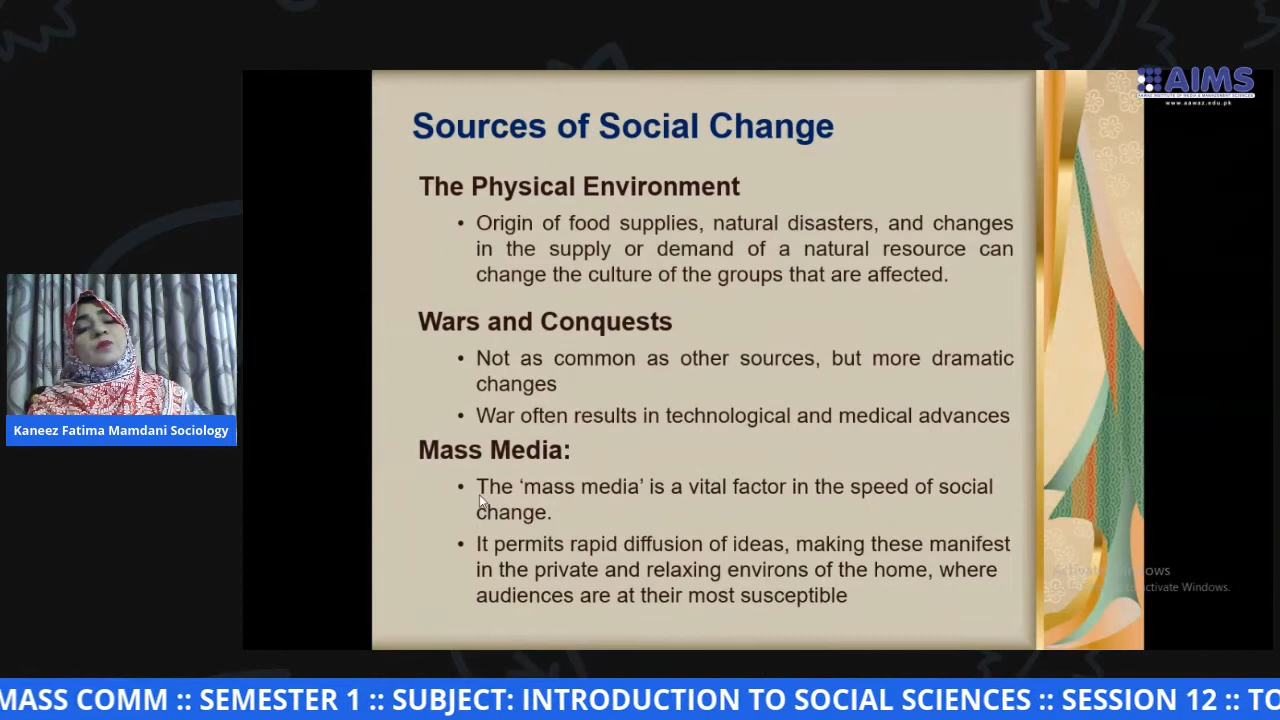 AIMS
AAWAZ INSTITUTE OF MEDIA & MANAGEMENT SCIENCES
www.aawaz.edu.pk
Sources of Social Change
The Physical Environment
• Origin of food supplies, natural disasters, and changes
in the supply or demand of a natural resource can
change the culture of the groups that are affected.
Wars and Conquests
• Not as common as other sources, but more dramatic
changes
• War often results in technological and medical advances
Mass Media:
• The ‘mass media’ is a vital factor in the speed of social
change.
• It permits rapid diffusion of ideas, making these manifest
in the private and relaxing environs of the home, where
audiences are at their most susceptible
Kaneez Fatima Mamdani Sociology
Activate Windows
activate Windows.
MASS COMM :: SEMESTER 1 :: SUBJECT: INTRODUCTION TO SOCIAL SCIENCES :: SESSION 12 :: TO